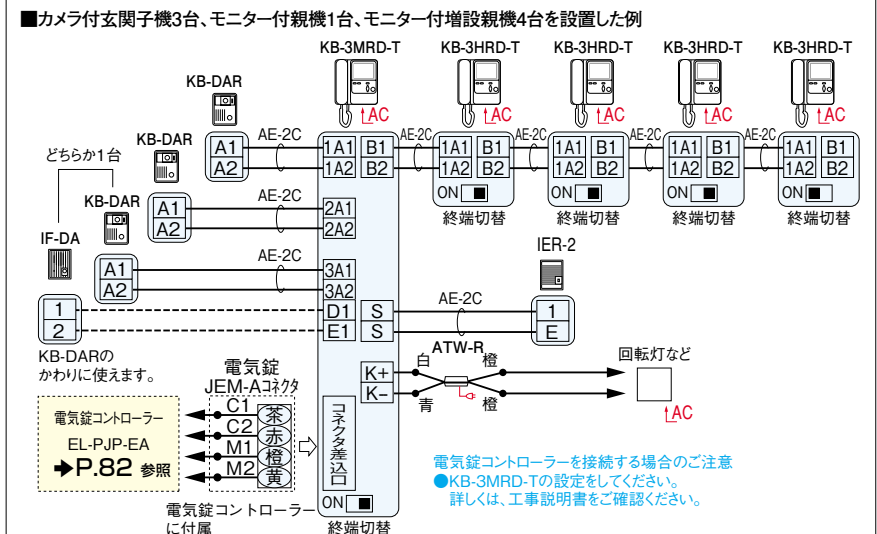 ■カメラ付玄関子機3台、モニター付親機1台、モニター付増設親機4台を設置した例
KB-3MRD-T
KB-3HRD-T
KB-3HRD-T
KB-3HRD-T
KB-3HRD-T
AC
AC
AC
AC
AC
KB-DAR
A1
A2
AE-2C
1A1 B1
1A2 B2
AE-2C
1A1 B1
1A2 B2
ON
終端切替
AE-2C
1A1 B1
1A2 B2
ON
終端切替
AE-2C
1A1 B1
1A2 B2
ON
終端切替
AE-2C
1A1 B1
1A2 B2
ON
終端切替
どちらか1台
KB-DAR
A1
A2
AE-2C
2A1
2A2
KB-DAR
A1
A2
AE-2C
3A1
3A2
IF-DA
1
2
D1
E1
KB-DARの
かわりに使えます。
S
S
AE-2C
IER-2
1
E
K+
K−
ATW-R
白
橙
青
橙
回転灯など
AC
電気錠
JEM-Aコネクタ
C1 茶
C2 赤
M1 橙
M2 黄
電気錠コントローラー
EL-PJP-EA
➔P.82 参照
電気錠コントローラー
に付属
コネクタ差込口
ON
終端切替
電気錠コントローラーを接続する場合のご注意
●KB-3MRD-Tの設定をしてください。
詳しくは、工事説明書をご確認ください。